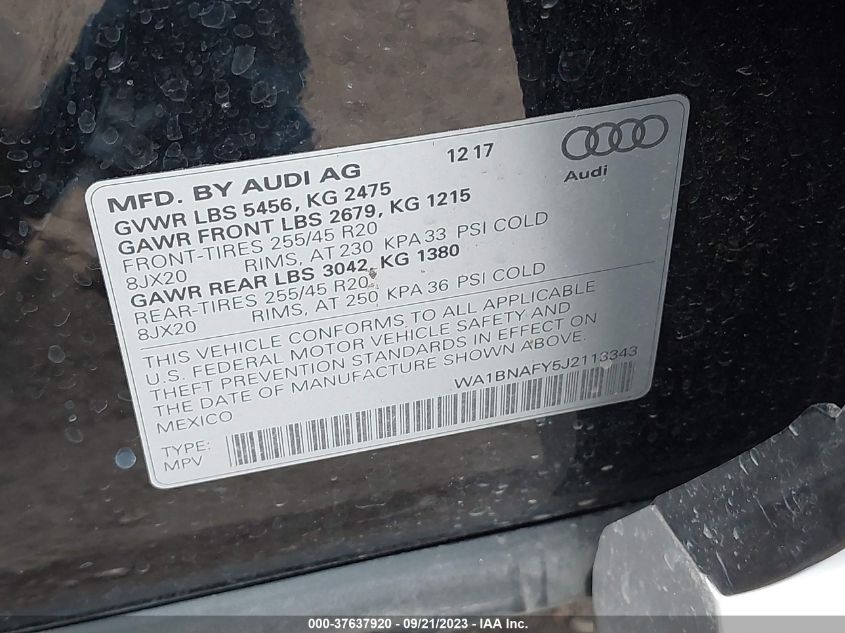 12 17
Audi
MFD. BY AUDI AG
GVWR LBS 5456, KG 2475
GAWR FRONT LBS 2679, KG 1215
FRONT-TIRES 255/45 R20
8JX20 RIMS, AT 230 KPA 33 PSI COLD
GAWR REAR LBS 3042, KG 1380
REAR-TIRES 255/45 R20
8JX20 RIMS, AT 250 KPA 36 PSI COLD
THIS VEHICLE CONFORMS TO ALL APPLICABLE
U.S. FEDERAL MOTOR VEHICLE SAFETY AND
THEFT PREVENTION STANDARDS IN EFFECT ON
THE DATE OF MANUFACTURE SHOWN ABOVE.
MEXICO WA1BNAFY5J2113343
TYPE:
MPV
000-37637920 - 09/21/2023 - IAA Inc.